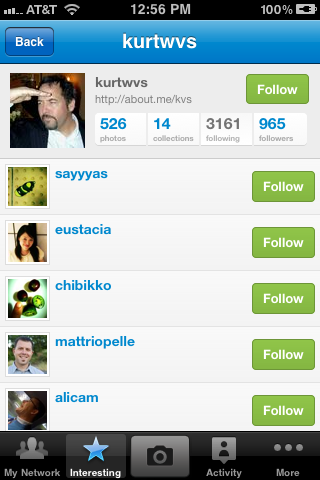 AT&T 12:56 PM 100%
Back kurtwvs
kurtwvs
http://about.me/kvs
Follow
526 14 3161 965
photos collections following followers
sayyyas Follow
eustacia Follow
chibikko Follow
mattriopelle Follow
alicam Follow
My Network Interesting Activity More